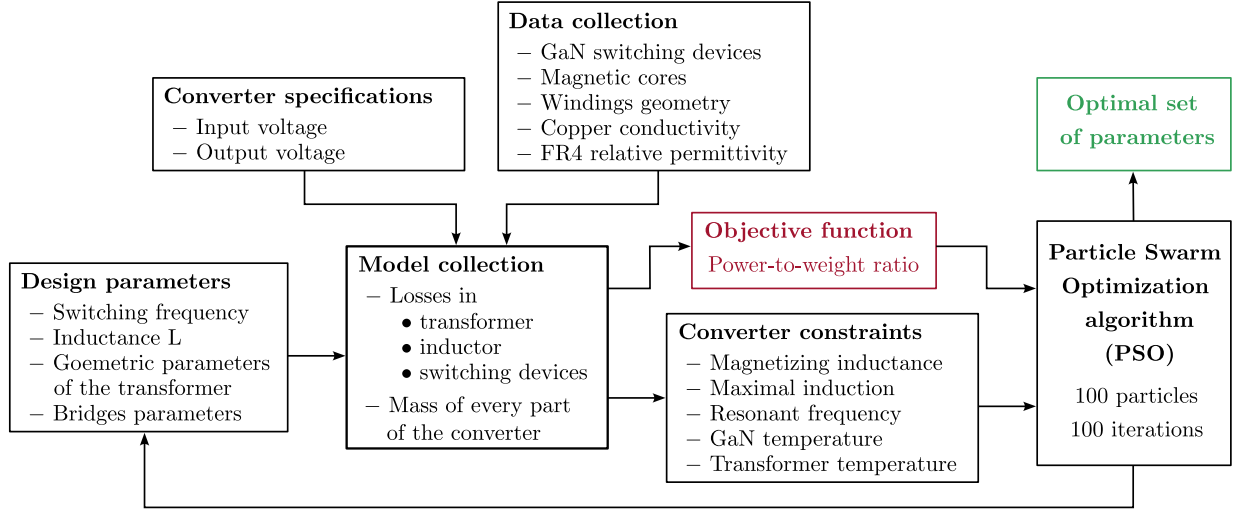 Data collection
– GaN switching devices
– Magnetic cores
– Windings geometry
– Copper conductivity
– FR4 relative permittivity
Converter specifications
– Input voltage
– Output voltage
Optimal set
of parameters
Design parameters
– Switching frequency
– Inductance L
– Goemetric parameters
of the transformer
– Bridges parameters
Model collection
– Losses in
• transformer
• inductor
• switching devices
– Mass of every part
of the converter
Objective function
Power-to-weight ratio
Converter constraints
– Magnetizing inductance
– Maximal induction
– Resonant frequency
– GaN temperature
– Transformer temperature
Particle Swarm
Optimization
algorithm
(PSO)
100 particles
100 iterations